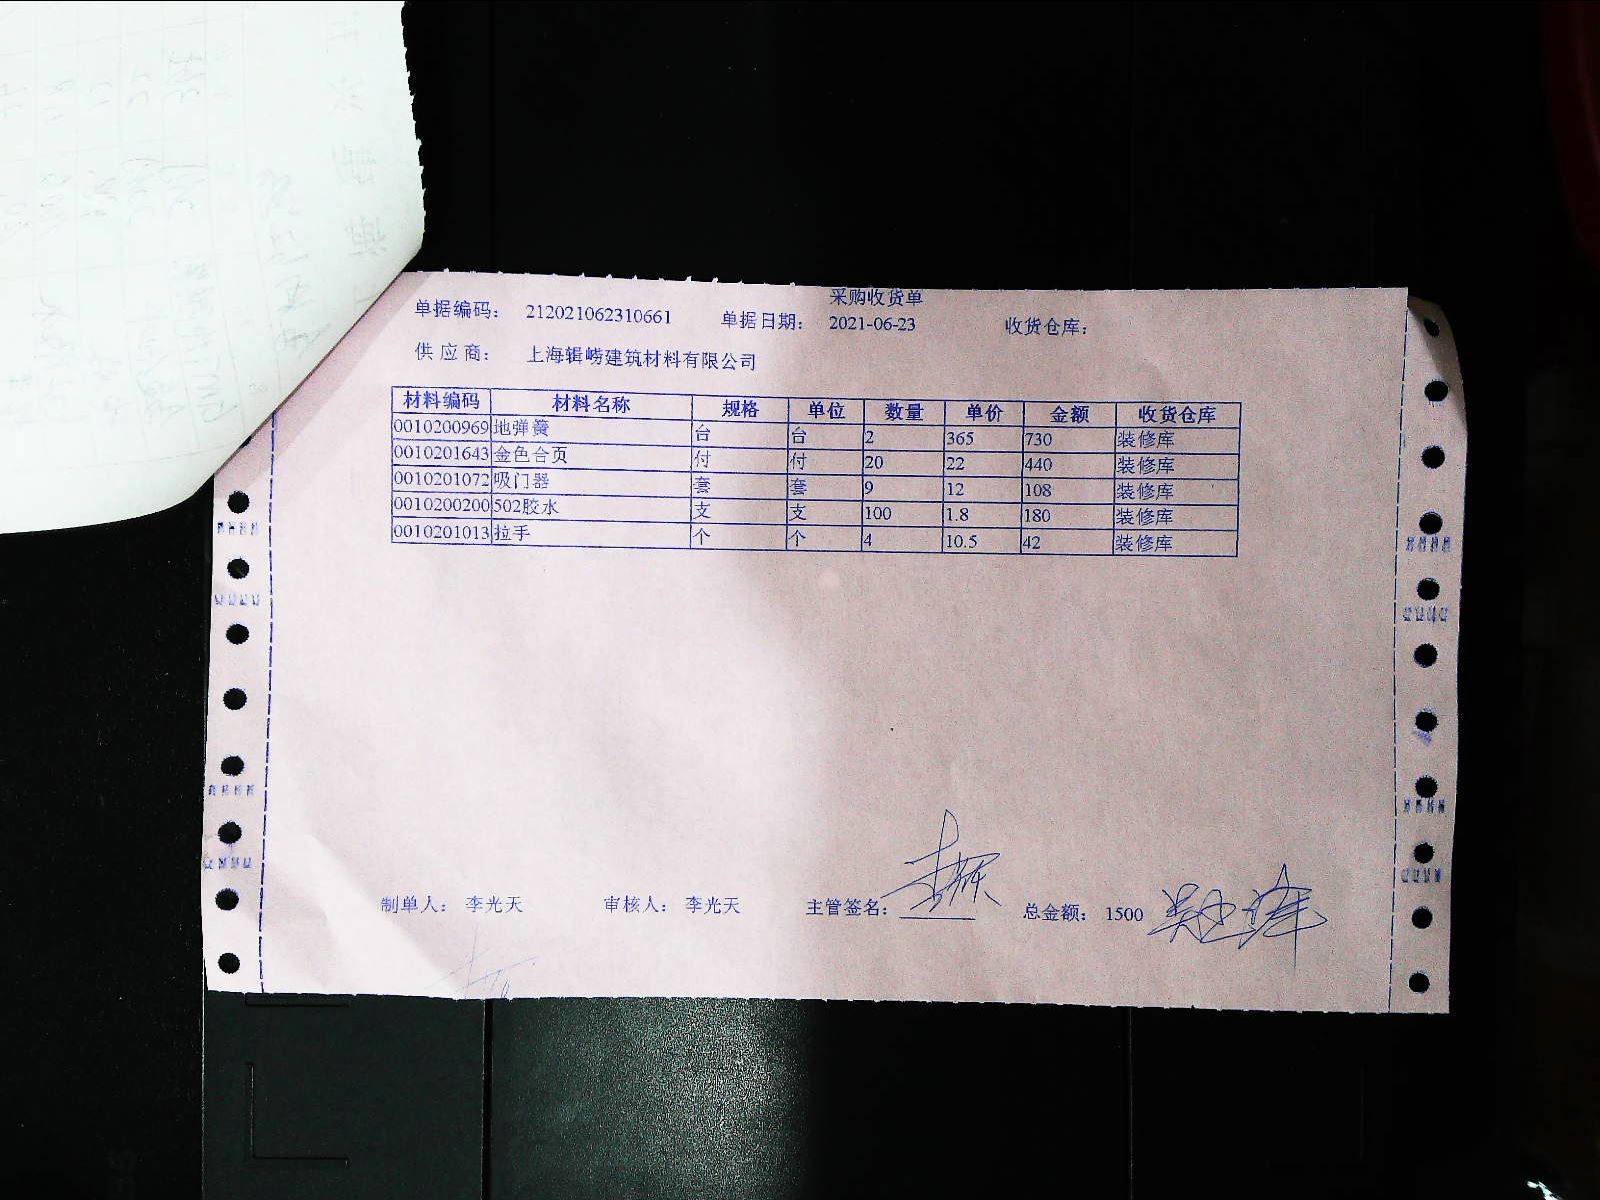 采购收货单
单据编码： 212021062310661 单据日期： 2021-06-23 收货仓库：
供应商： 上海辑崂建筑材料有限公司
材料编码 材料名称 规格 单位 数量 单价 金额 收货仓库
0010200969 地弹簧 台 台 2 365 730 装修库
0010201643 金色合页 付 付 20 22 440 装修库
0010201072 吸门器 套 套 9 12 108 装修库
0010200200 502胶水 支 支 100 1.8 180 装修库
0010201013 拉手 个 个 4 10.5 42 装修库
制单人： 李光天 审核人： 李光天 主管签名： 总金额： 1500